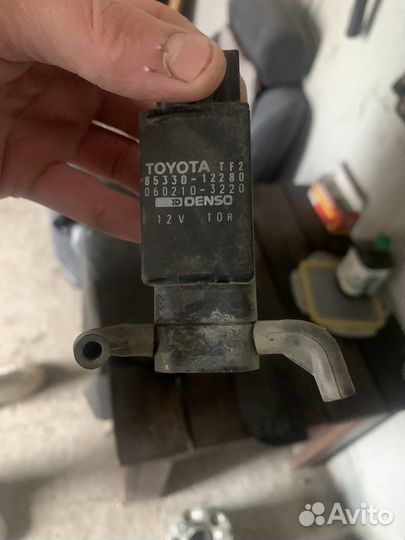 TOYOTA TF2
85330-12280
060210-3220
DENSO
12V 10A
Avito